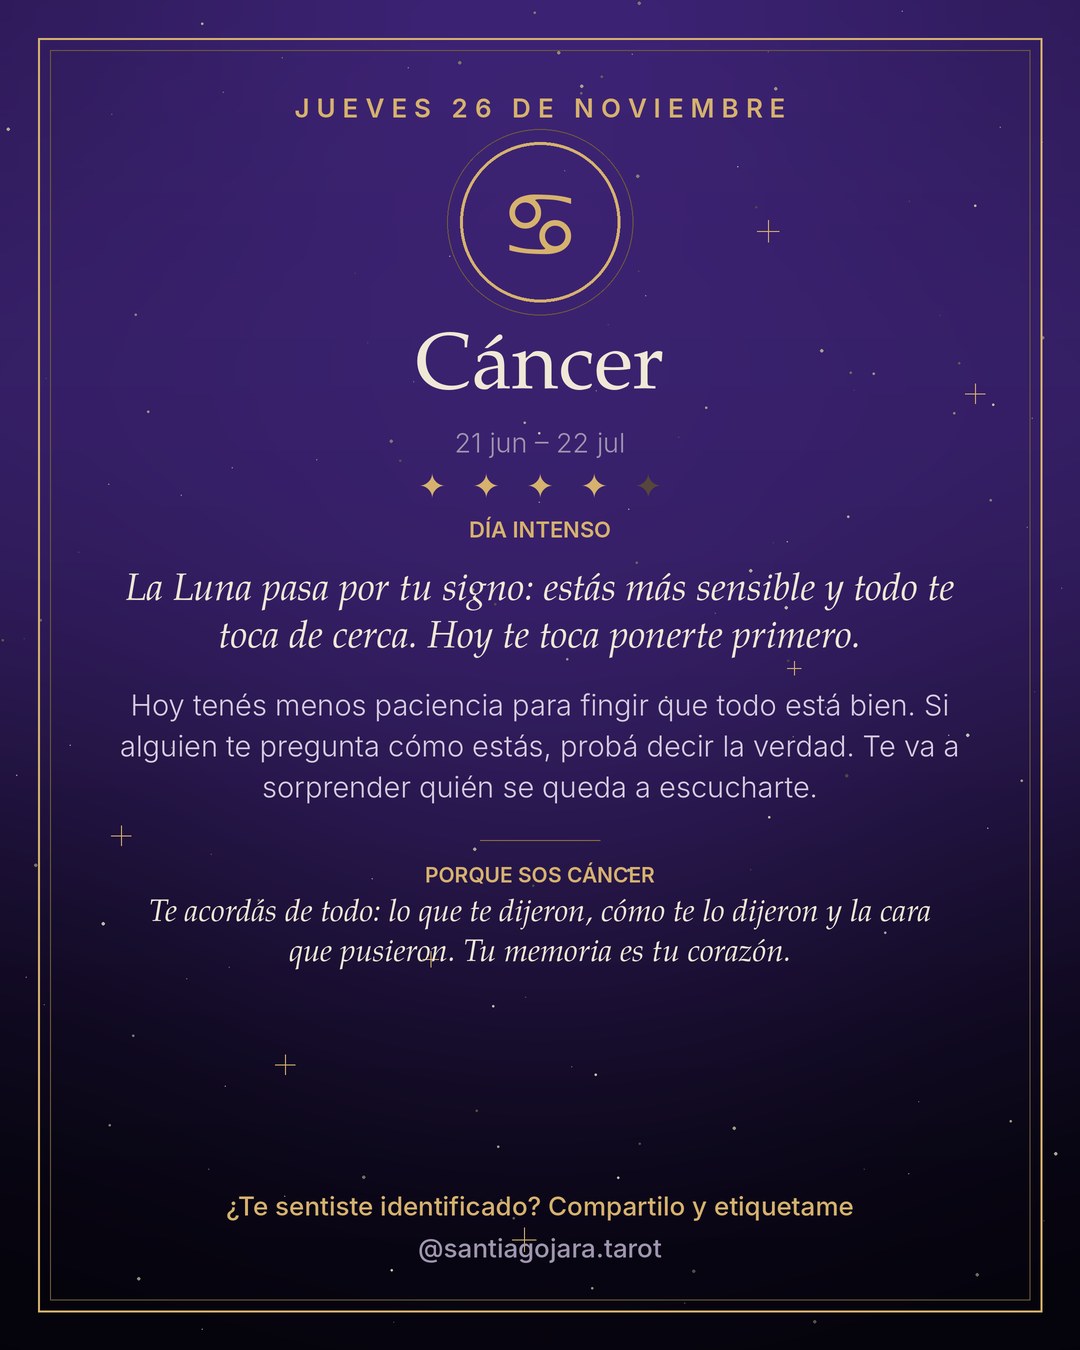 JUEVES 26 DE NOVIEMBRE
♋
Cáncer
21 jun – 22 jul
DÍA INTENSO
La Luna pasa por tu signo: estás más sensible y todo te
toca de cerca. Hoy te toca ponerte primero.
Hoy tenés menos paciencia para fingir que todo está bien. Si
alguien te pregunta cómo estás, probá decir la verdad. Te va a
sorprender quién se queda a escucharte.
PORQUE SOS CÁNCER
Te acordás de todo: lo que te dijeron, cómo te lo dijeron y la cara
que pusieron. Tu memoria es tu corazón.
¿Te sentiste identificado? Compartilo y etiquetame
@santiagojara.tarot